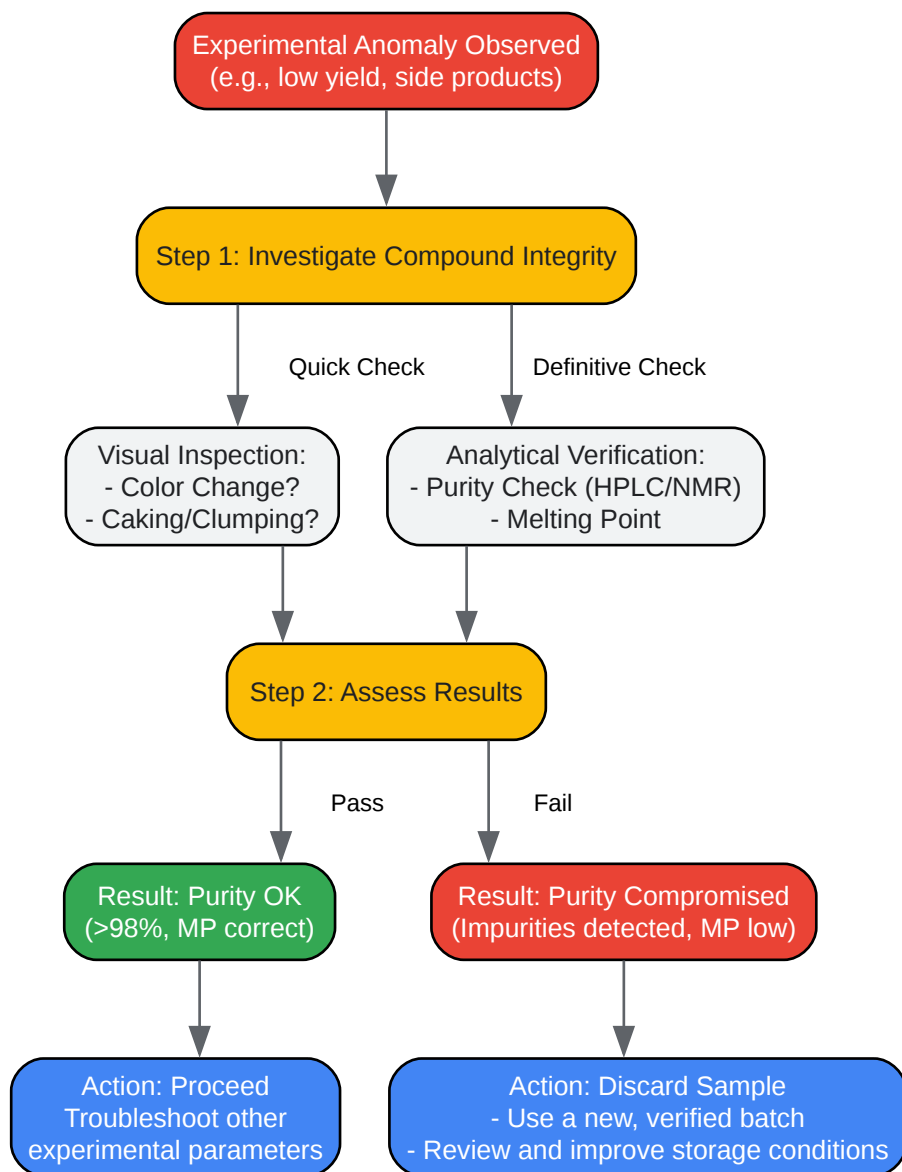 Experimental Anomaly Observed
(e.g., low yield, side products)
Step 1: Investigate Compound Integrity
Quick Check
Definitive Check
Visual Inspection:
- Color Change?
- Caking/Clumping?
Analytical Verification:
- Purity Check (HPLC/NMR)
- Melting Point
Step 2: Assess Results
Pass
Fail
Result: Purity OK
(>98%, MP correct)
Result: Purity Compromised
(Impurities detected, MP low)
Action: Proceed
Troubleshoot other
experimental parameters
Action: Discard Sample
- Use a new, verified batch
- Review and improve storage conditions